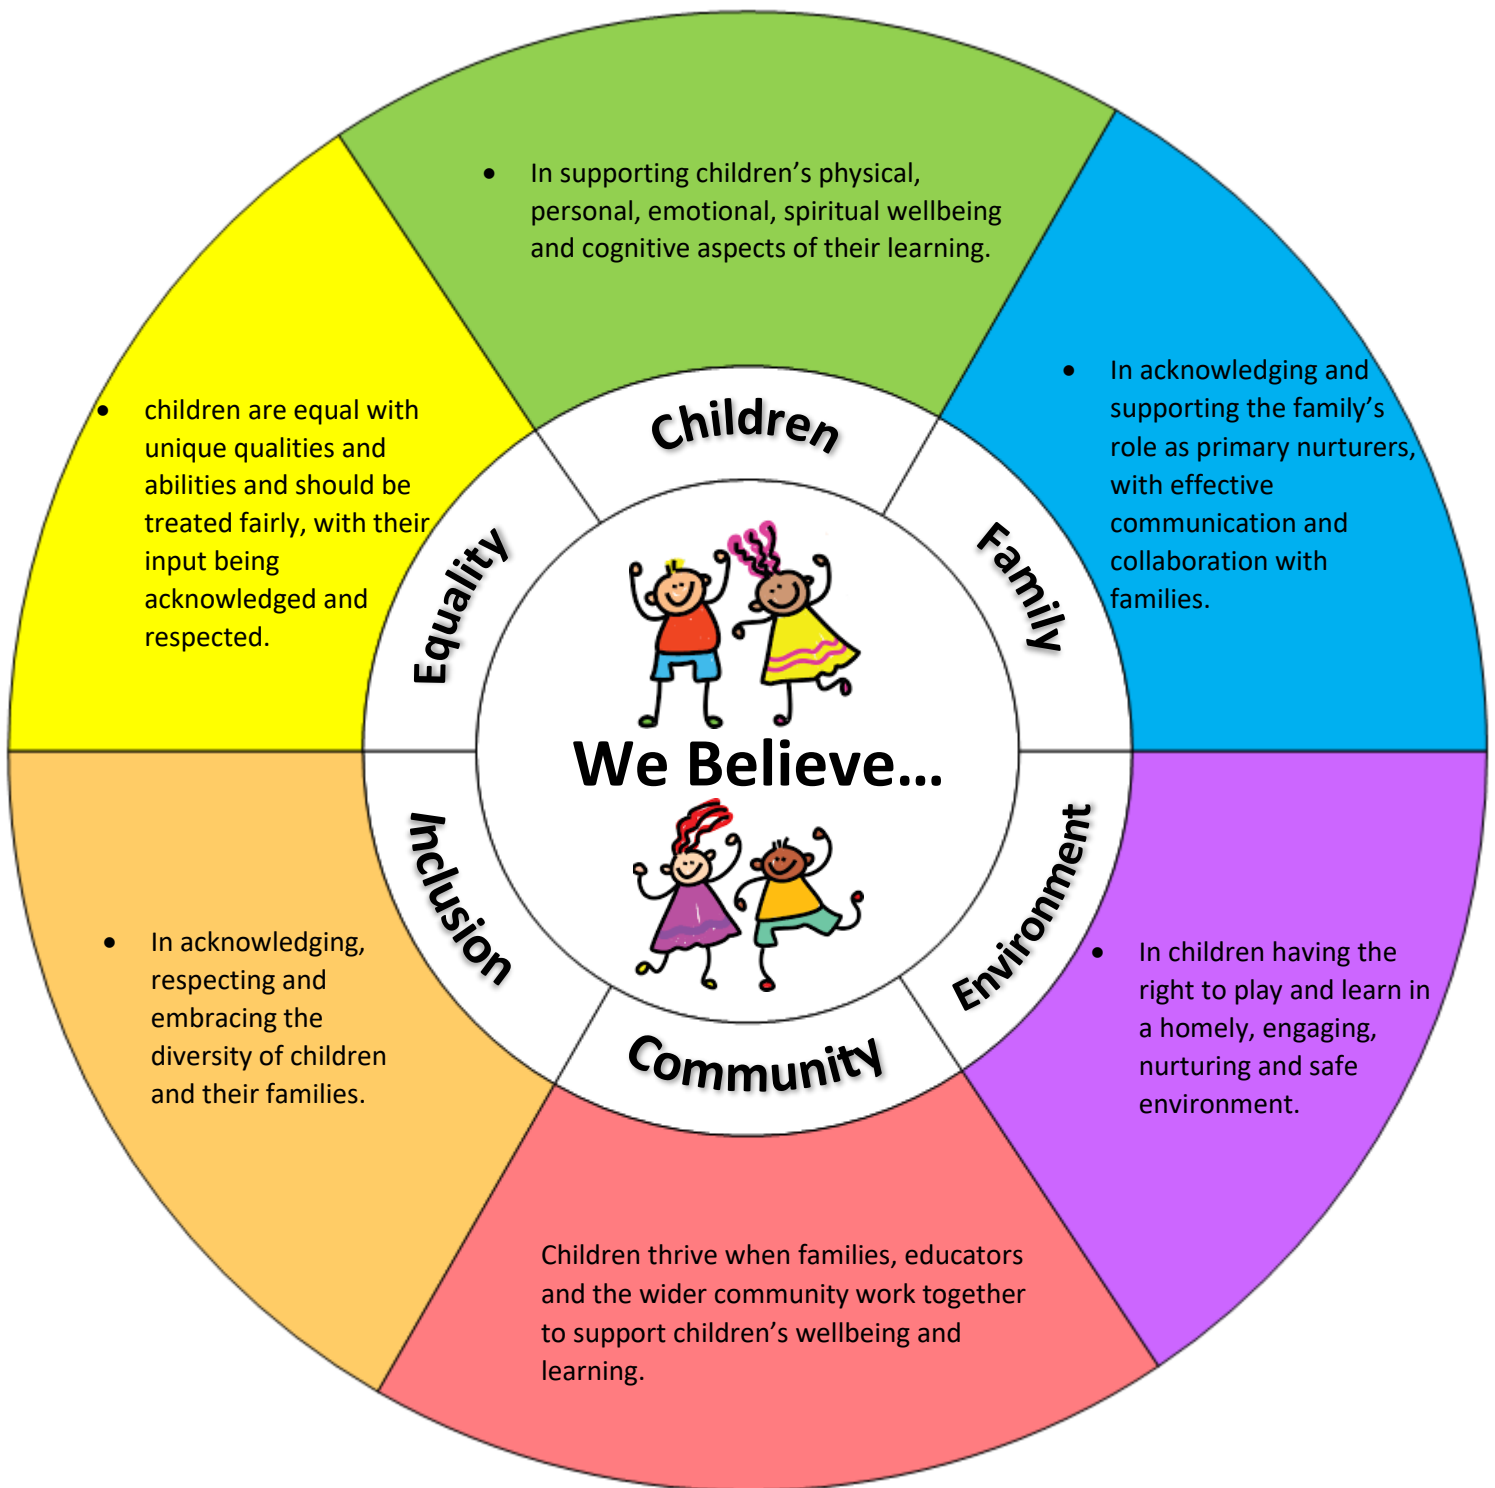 We Believe…
Children
• In supporting children’s physical,
personal, emotional, spiritual wellbeing
and cognitive aspects of their learning.
Family
• In acknowledging and
supporting the family’s
role as primary nurturers,
with effective
communication and
collaboration with
families.
Environment
• In children having the
right to play and learn in
a homely, engaging,
nurturing and safe
environment.
Community
Children thrive when families, educators
and the wider community work together
to support children’s wellbeing and
learning.
Inclusion
• In acknowledging,
respecting and
embracing the
diversity of children
and their families.
Equality
• children are equal with
unique qualities and
abilities and should be
treated fairly, with their
input being
acknowledged and
respected.